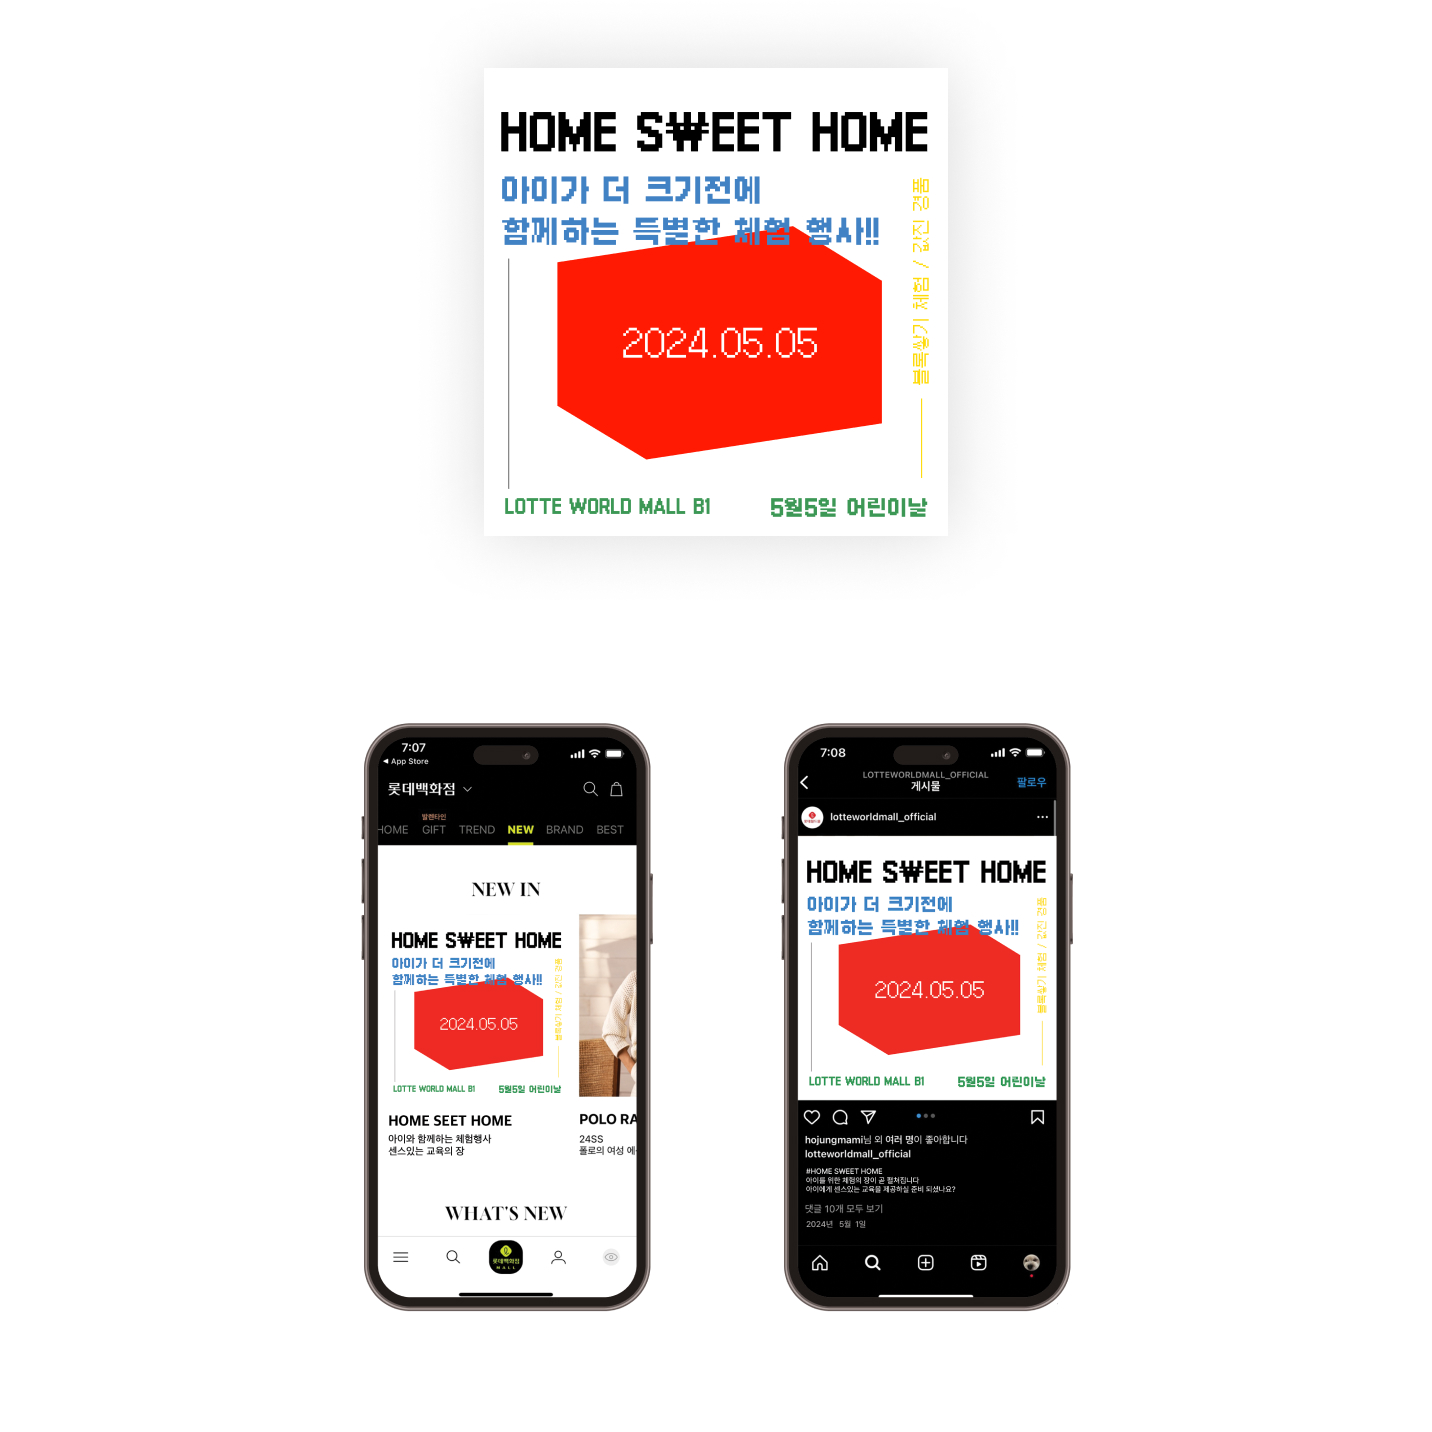 HOME S₩EET HOME
아이가 더 크기전에
함께하는 특별한 체험 행사!!
블록쌓기 체험 / 값진 경품
2024.05.05
LOTTE WORLD MALL B1
5월5일 어린이날
7:07
◀ App Store
롯데백화점
발렌타인
HOME GIFT TREND NEW BRAND BEST
NEW IN
HOME S₩EET HOME
아이가 더 크기전에
함께하는 특별한 체험 행사!!
블록쌓기 체험 / 값진 경품
2024.05.05
LOTTE WORLD MALL B1
5월5일 어린이날
HOME SEET HOME
아이와 함께하는 체험행사
센스있는 교육의 장
POLO RA
24SS
폴로의 여성 에
WHAT'S NEW
롯데백화점
MALL
7:08
LOTTEWORLDMALL_OFFICIAL
게시물
팔로우
lotteworldmall_official
HOME S₩EET HOME
아이가 더 크기전에
함께하는 특별한 체험 행사!!
블록쌓기 체험 / 값진 경품
2024.05.05
LOTTE WORLD MALL B1
5월5일 어린이날
hojungmami님 외 여러 명이 좋아합니다
lotteworldmall_official
#HOME SWEET HOME
아이를 위한 체험의 장이 곧 펼쳐집니다
아이에게 센스있는 교육을 제공하실 준비 되셨나요?
댓글 10개 모두 보기
2024년 5월 1일